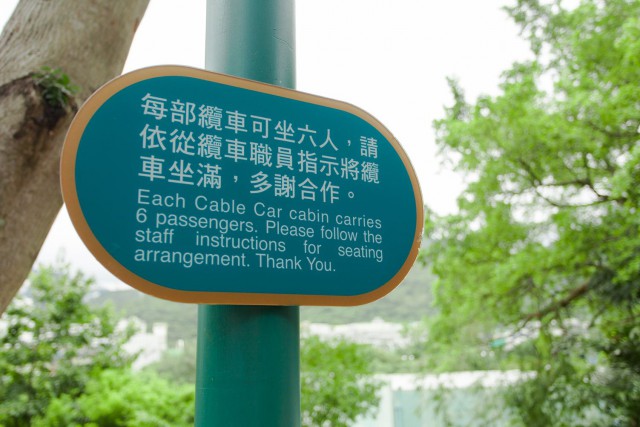 每部纜車可坐六人，請
依從纜車職員指示將纜
車坐滿，多謝合作。
Each Cable Car cabin carries
6 passengers. Please follow the
staff instructions for seating
arrangement. Thank You.